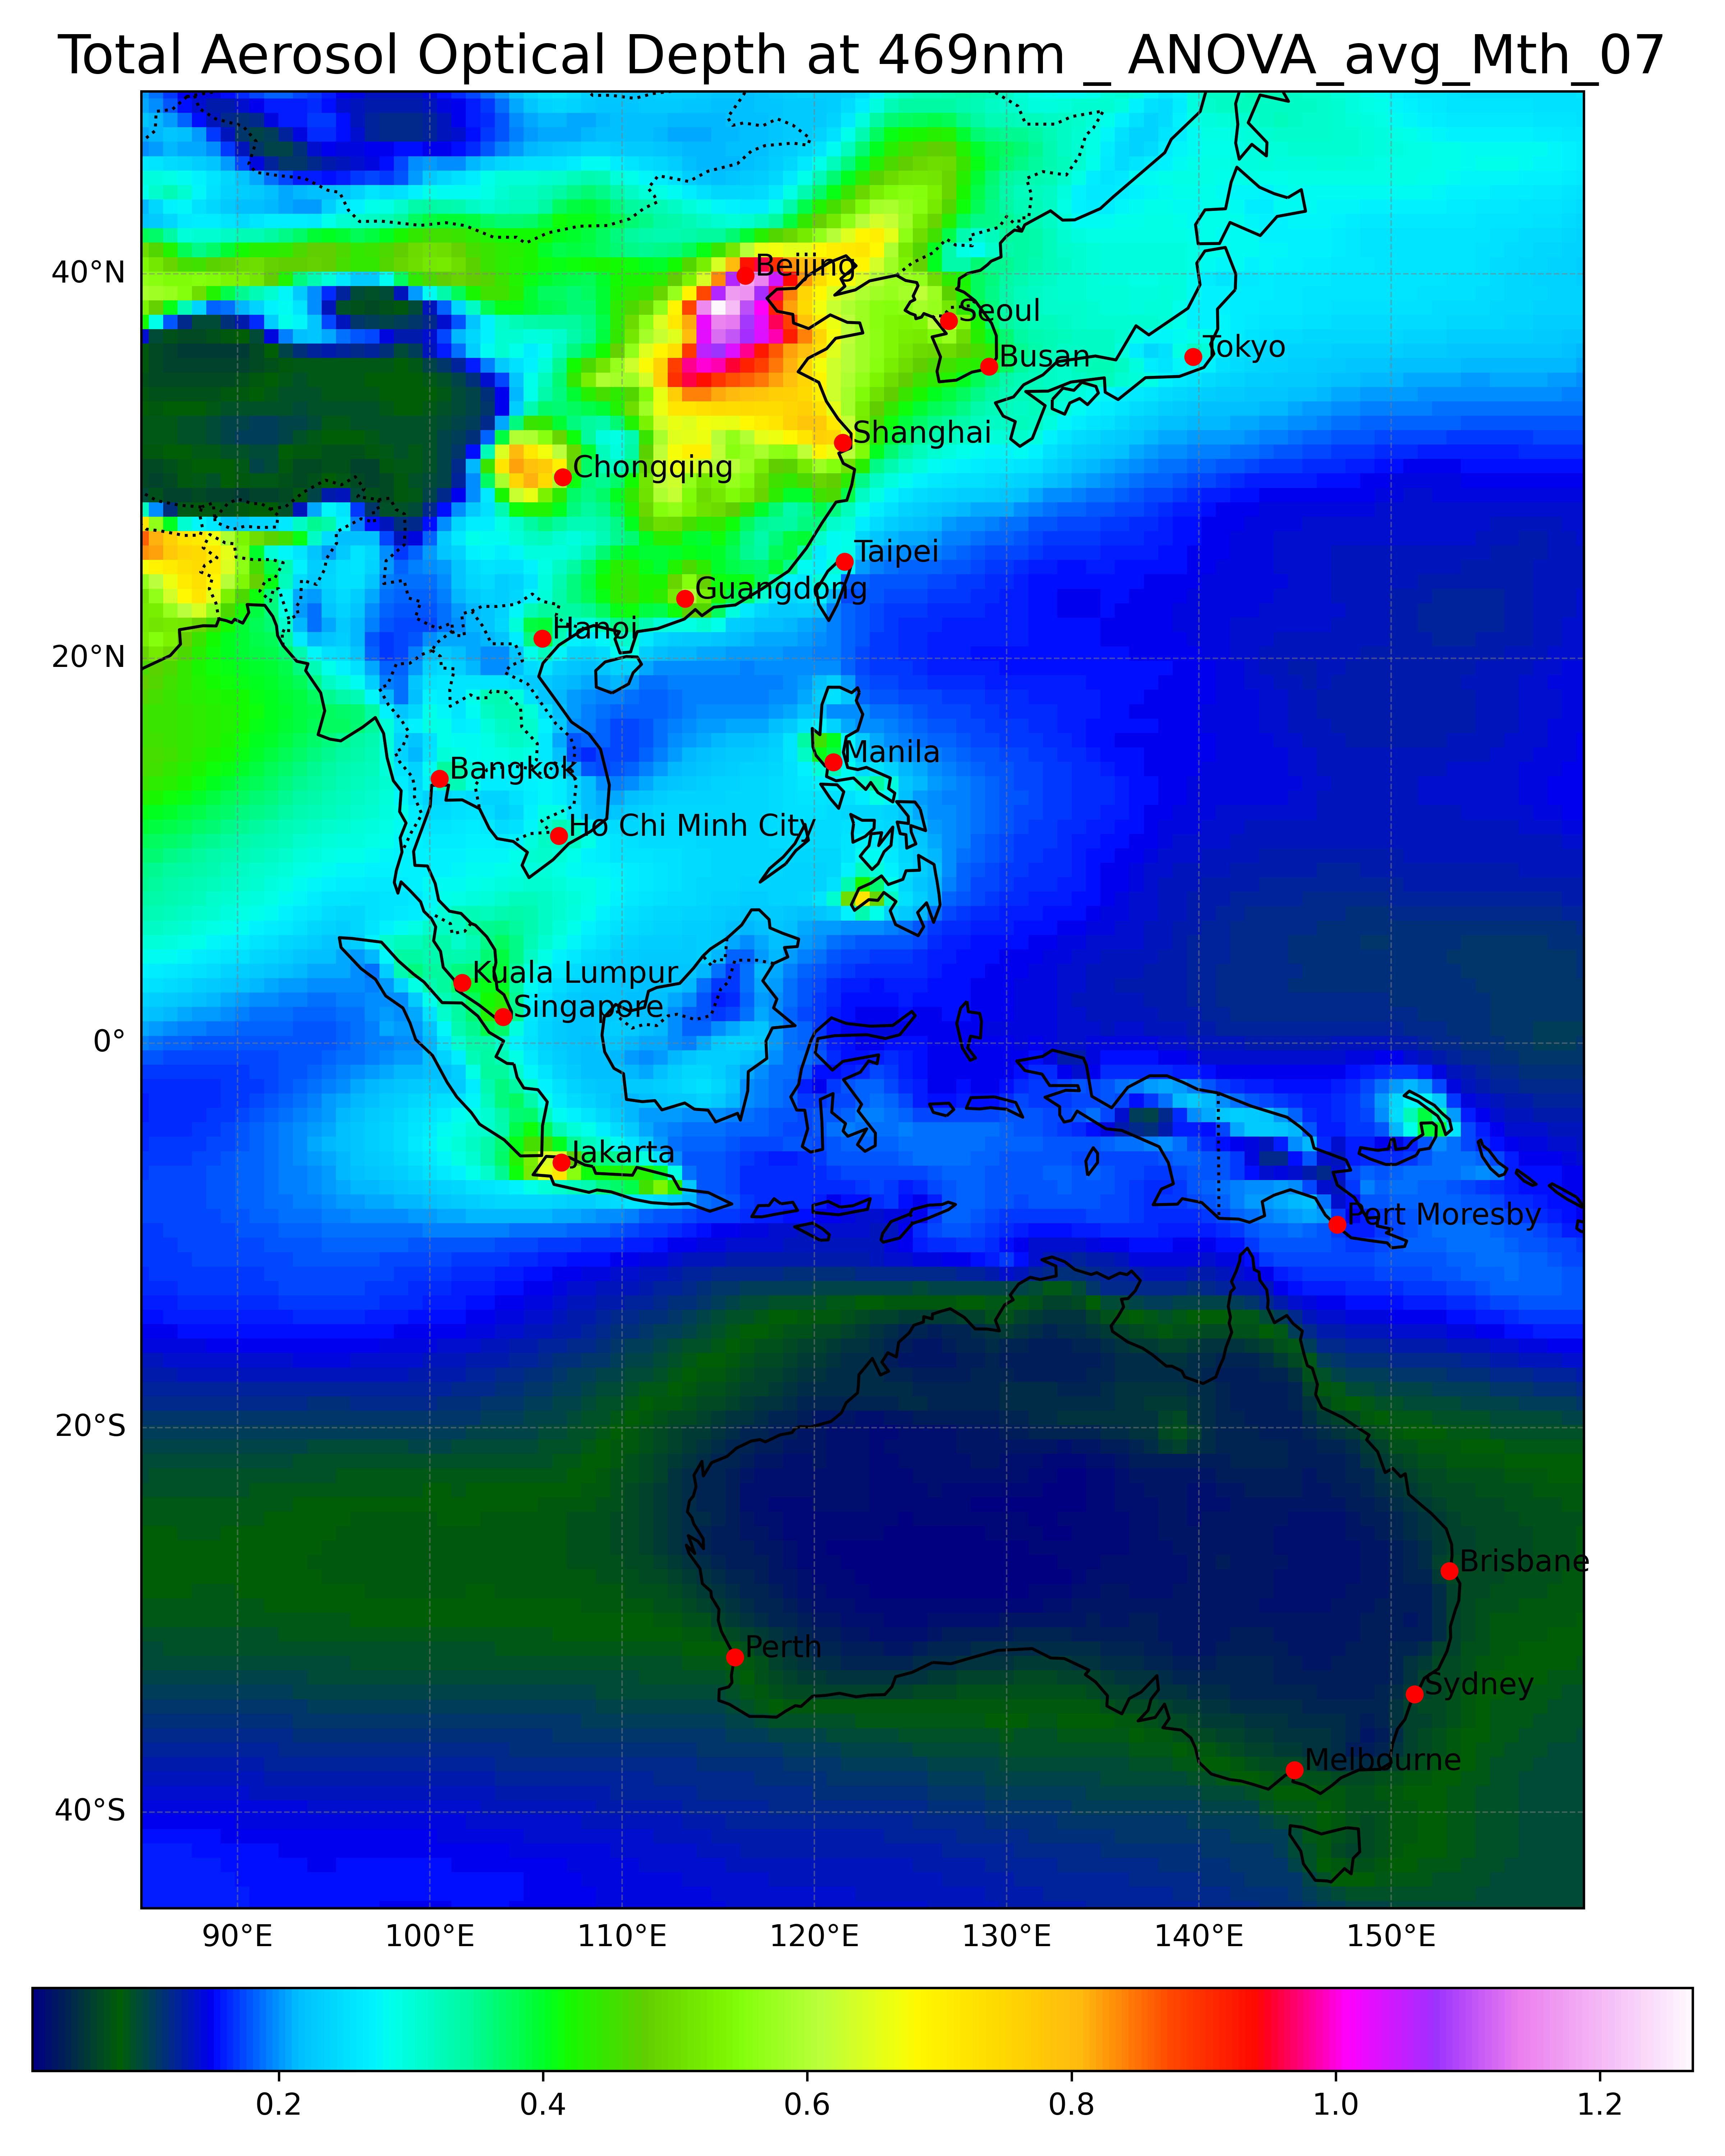 Total Aerosol Optical Depth at 469nm _ ANOVA_avg_Mth_07
Beijing
40°N
Seoul
Tokyo
Busan
Shanghai
Chongqing
Taipei
Guangdong
Hanoi
20°N
Manila
Bangkok
Ho Chi Minh City
Kuala Lumpur
Singapore
0°
Jakarta
Port Moresby
20°S
Brisbane
Perth
Sydney
Melbourne
40°S
90°E 100°E 110°E 120°E 130°E 140°E 150°E
0.2 0.4 0.6 0.8 1.0 1.2